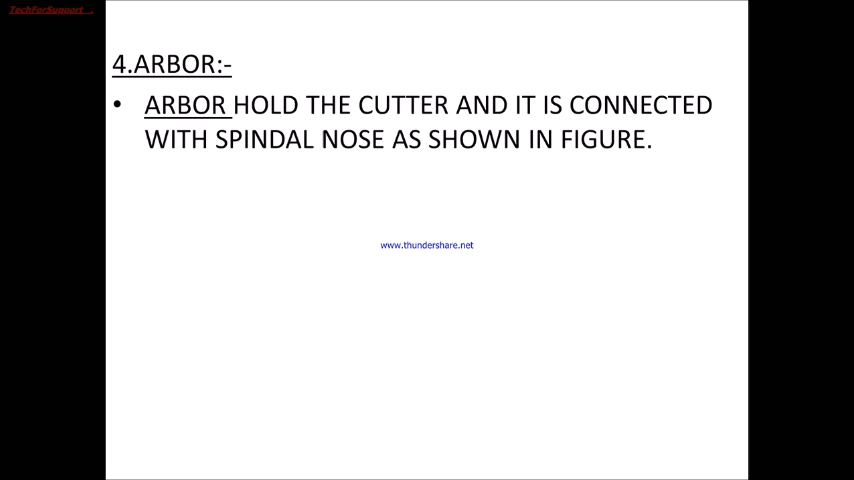 TechForSupport .
4.ARBOR:-
• ARBOR HOLD THE CUTTER AND IT IS CONNECTED
WITH SPINDAL NOSE AS SHOWN IN FIGURE.
www.thundershare.net